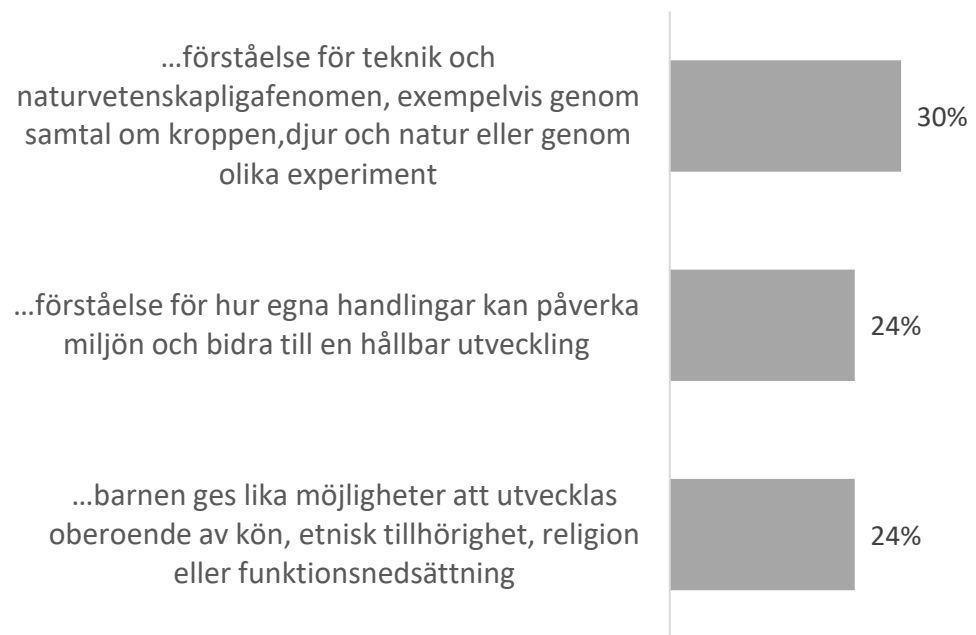 ...förståelse för teknik och
naturvetenskapligafenomen, exempelvis genom
samtal om kroppen,djur och natur eller genom
olika experiment
30%
...förståelse för hur egna handlingar kan påverka
miljön och bidra till en hållbar utveckling
24%
...barnen ges lika möjligheter att utvecklas
oberoende av kön, etnisk tillhörighet, religion
eller funktionsnedsättning
24%